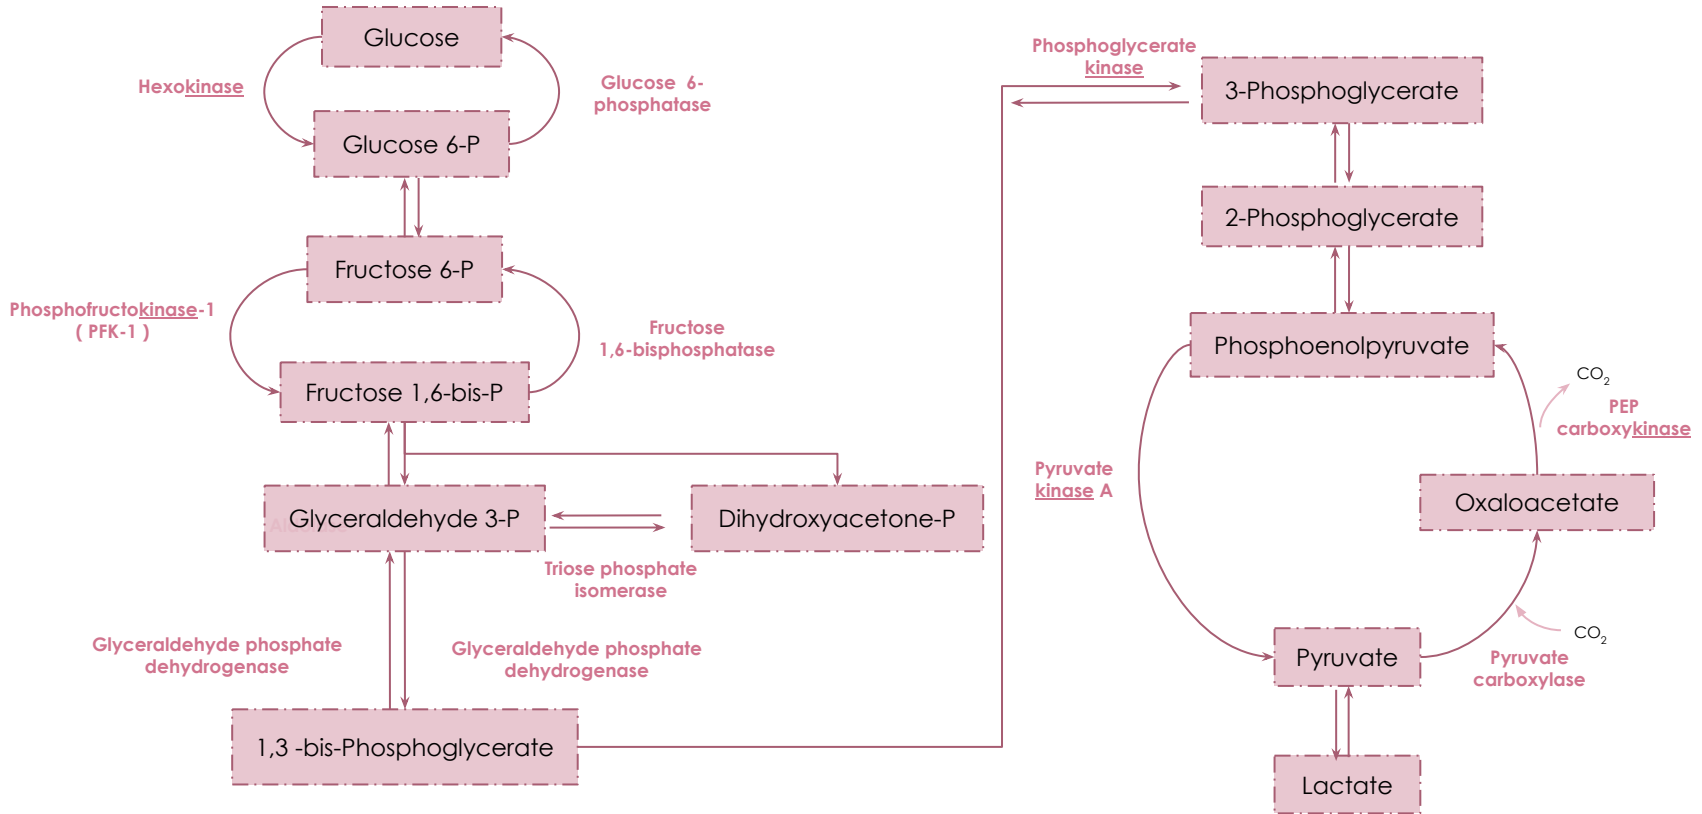 Glucose
Hexokinase
Glucose 6-
phosphatase
Glucose 6-P
Fructose 6-P
Phosphofructokinase-1
( PFK-1 )
Fructose
1,6-bisphosphatase
Fructose 1,6-bis-P
Glyceraldehyde 3-P
Dihydroxyacetone-P
Triose phosphate
isomerase
Glyceraldehyde phosphate
dehydrogenase
Glyceraldehyde phosphate
dehydrogenase
1,3 -bis-Phosphoglycerate
Phosphoglycerate
kinase
3-Phosphoglycerate
2-Phosphoglycerate
Phosphoenolpyruvate
CO2
PEP
carboxykinase
Pyruvate
kinase A
Oxaloacetate
CO2
Pyruvate
Pyruvate
carboxylase
Lactate